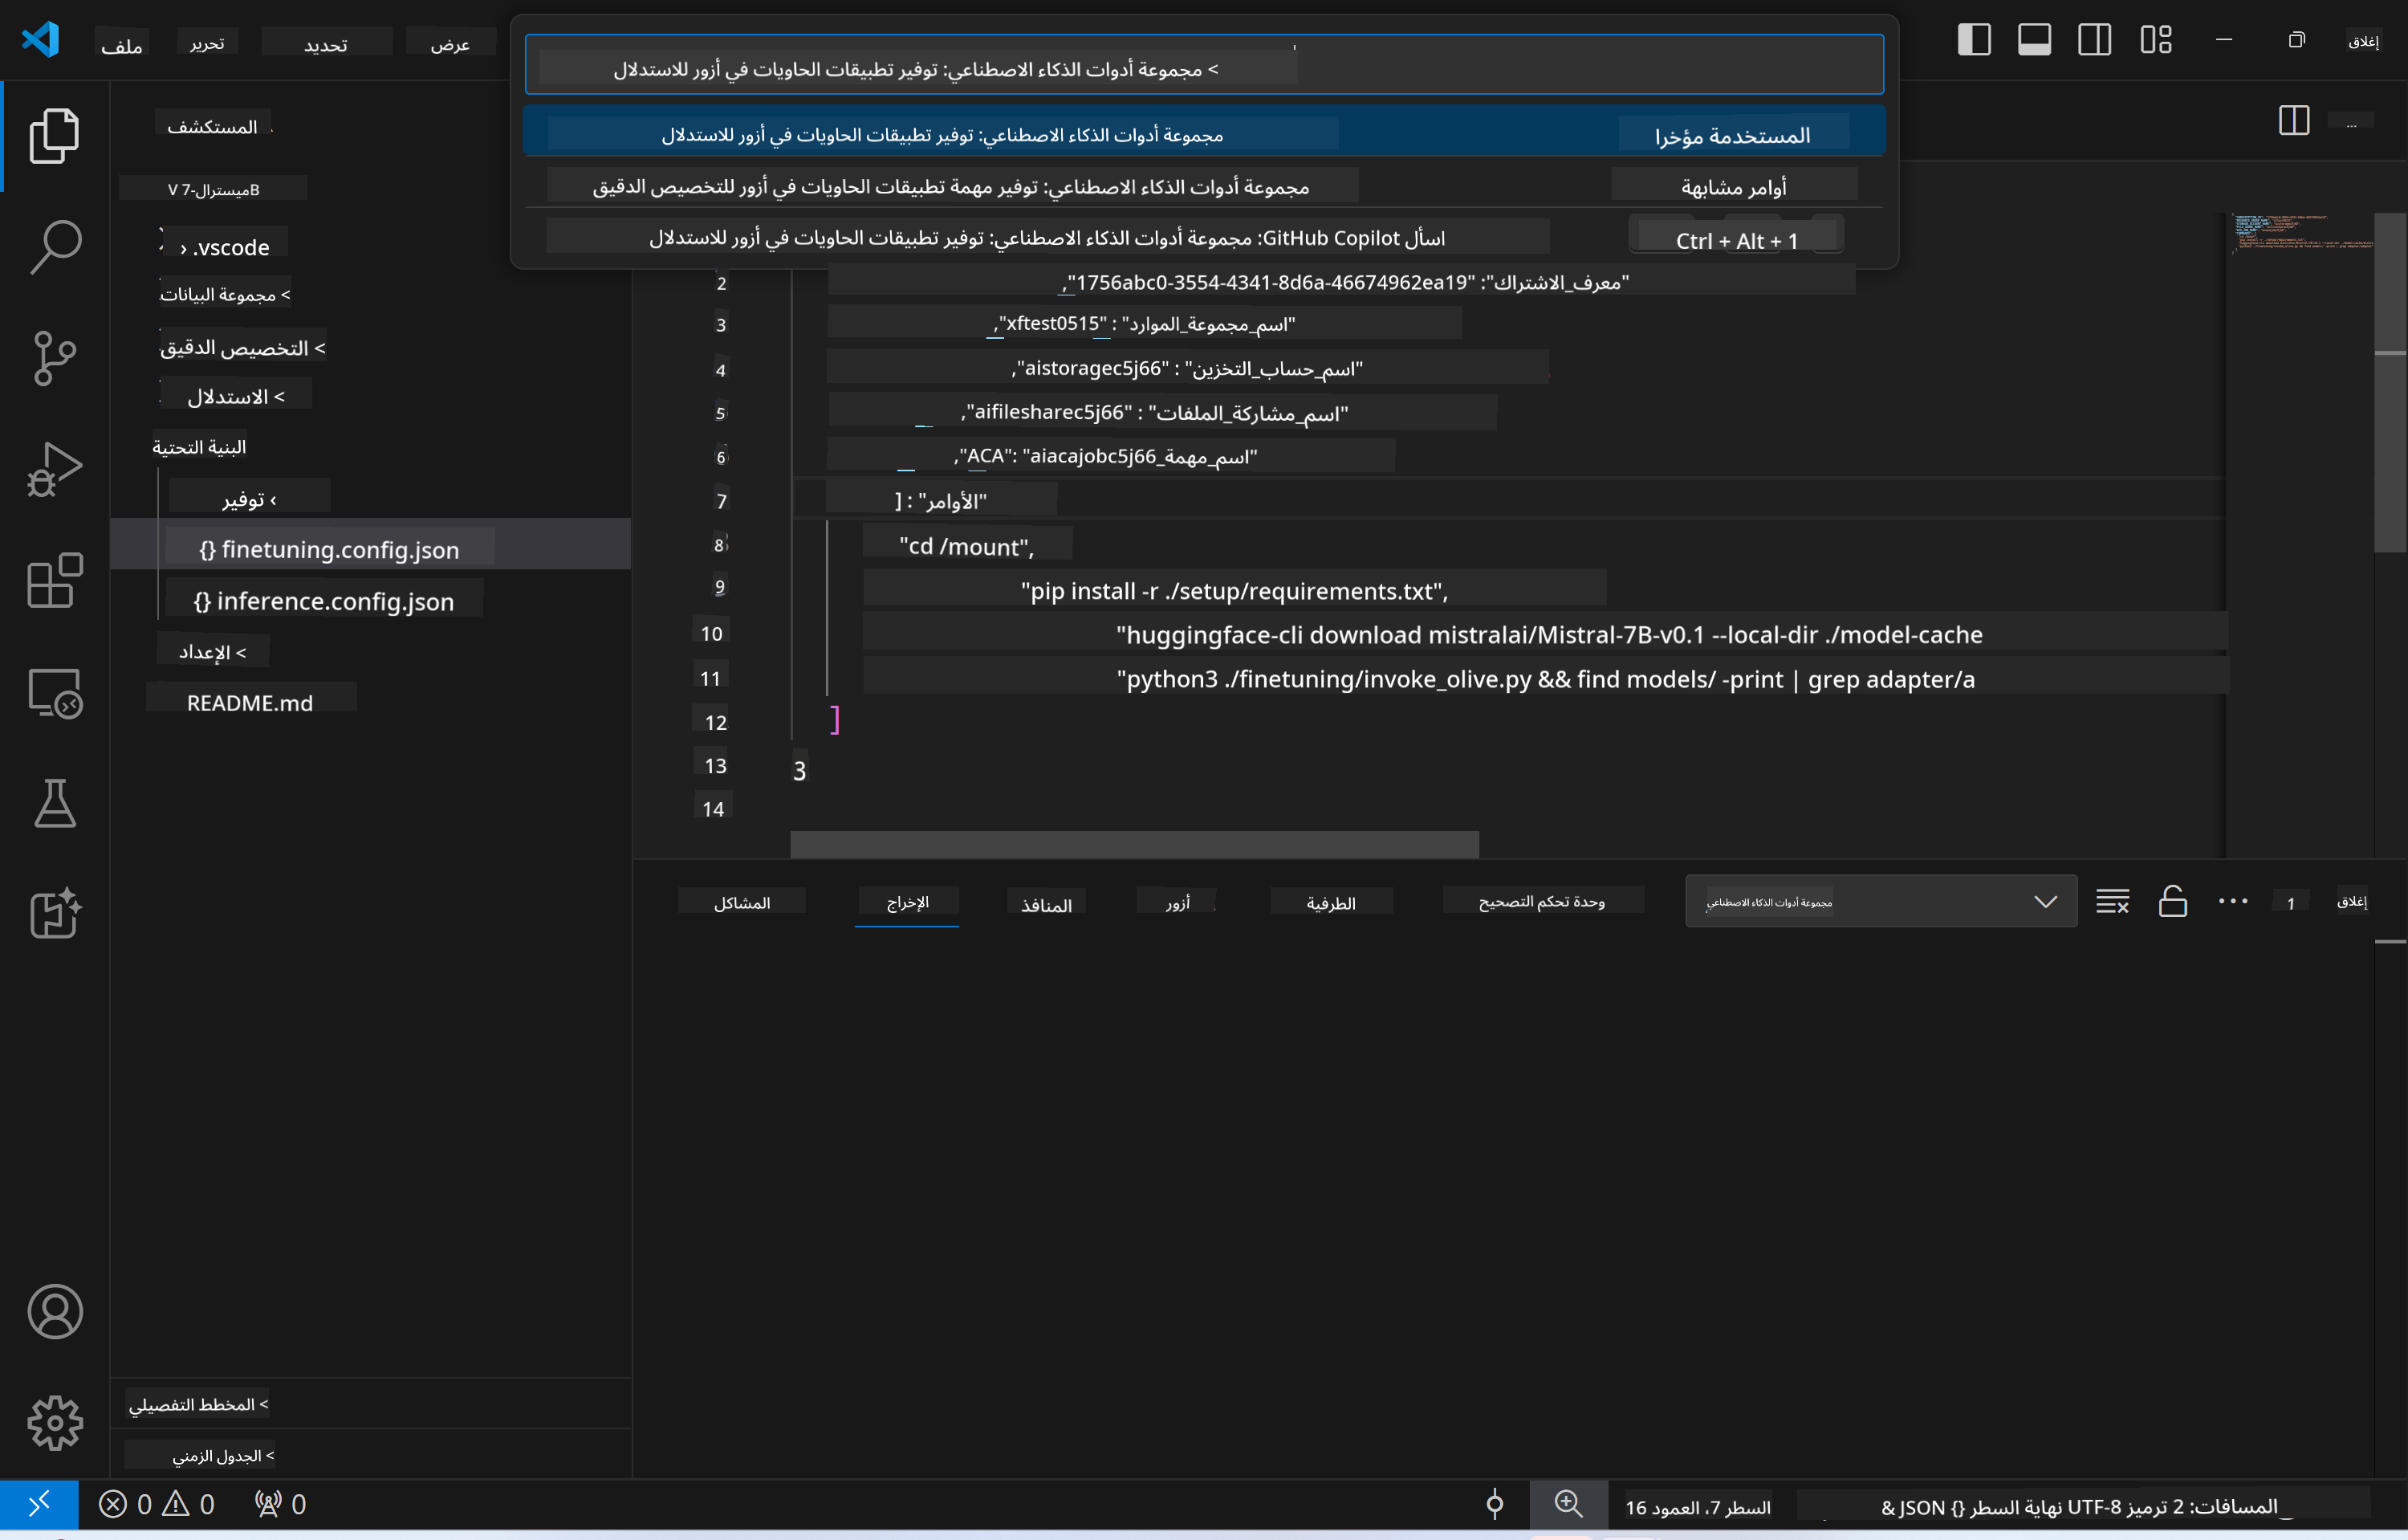 ملف تحرير تحديد عرض
> مجموعة أدوات الذكاء الاصطناعي: توفير تطبيقات الحاويات في أزور للاستدلال
إغلاق
مجموعة أدوات الذكاء الاصطناعي: توفير تطبيقات الحاويات في أزور للاستدلال المستخدمة مؤخرا
مجموعة أدوات الذكاء الاصطناعي: توفير مهمة تطبيقات الحاويات في أزور للتخصيص الدقيق أوامر مشابهة
اسأل GitHub Copilot: مجموعة أدوات الذكاء الاصطناعي: توفير تطبيقات الحاويات في أزور للاستدلال Ctrl + Alt + 1
...
المستكشف
V ميسترال-7B
› .vscode
> مجموعة البيانات
> التخصيص الدقيق
> الاستدلال
البنية التحتية
› توفير
{} finetuning.config.json
{} inference.config.json
> الإعداد
README.md
2 "معرف_الاشتراك": "1756abc0-3554-4341-8d6a-46674962ea19",
3 "اسم_مجموعة_الموارد" : "xftest0515",
4 "اسم_حساب_التخزين" : "aistoragec5j66",
5 "اسم_مشاركة_الملفات" : "aifilesharec5j66",
6 "اسم_مهمة_ACA": "aiacajobc5j66",
7 "الأوامر" : [
8 "cd /mount",
9 "pip install -r ./setup/requirements.txt",
10 "huggingface-cli download mistralai/Mistral-7B-v0.1 --local-dir ./model-cache
11 "python3 ./finetuning/invoke_olive.py && find models/ -print | grep adapter/a
12 ]
13 3
14
المشاكل الإخراج المنافذ أزور الطرفية وحدة تحكم التصحيح مجموعة أدوات الذكاء الاصطناعي 1 إغلاق
> المخطط التفصيلي
> الجدول الزمني
0 0 0 السطر 7، العمود 16 المسافات: 2 ترميز UTF-8 نهاية السطر {} JSON &